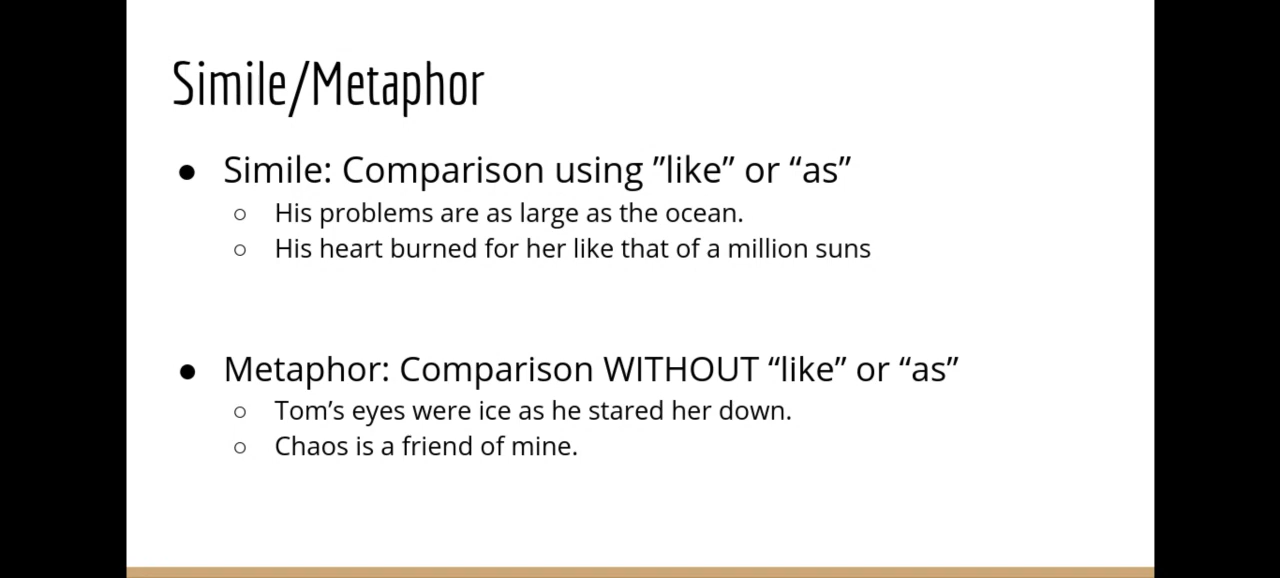 Simile/Metaphor
● Simile: Comparison using ”like” or “as”
○ His problems are as large as the ocean.
○ His heart burned for her like that of a million suns
● Metaphor: Comparison WITHOUT “like” or “as”
○ Tom’s eyes were ice as he stared her down.
○ Chaos is a friend of mine.